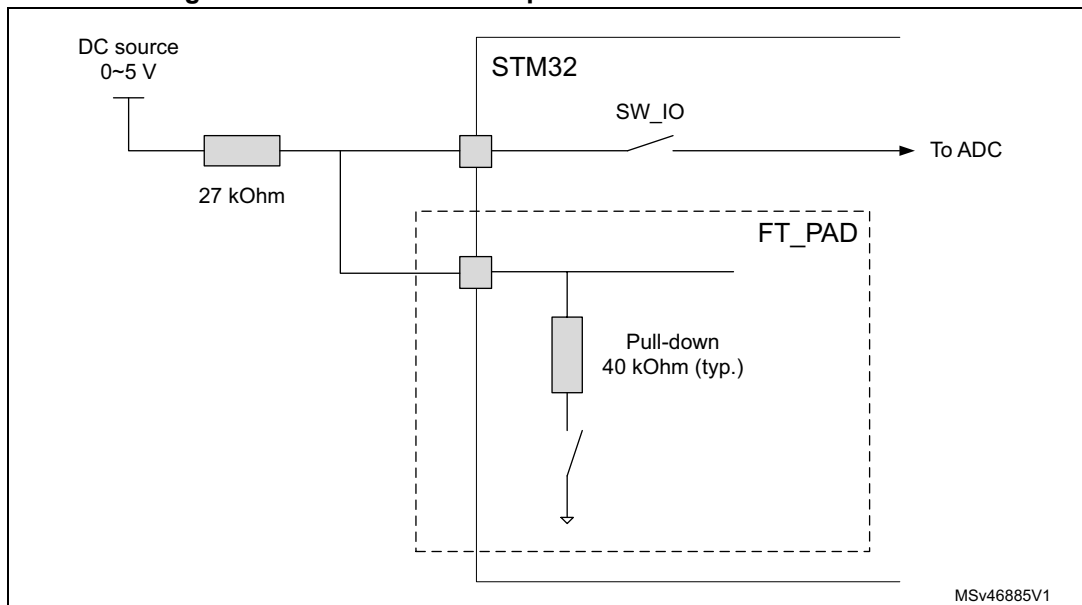 DC source
0~5 V
STM32
SW_IO
To ADC
27 kOhm
FT_PAD
Pull-down
40 kOhm (typ.)
MSv46885V1